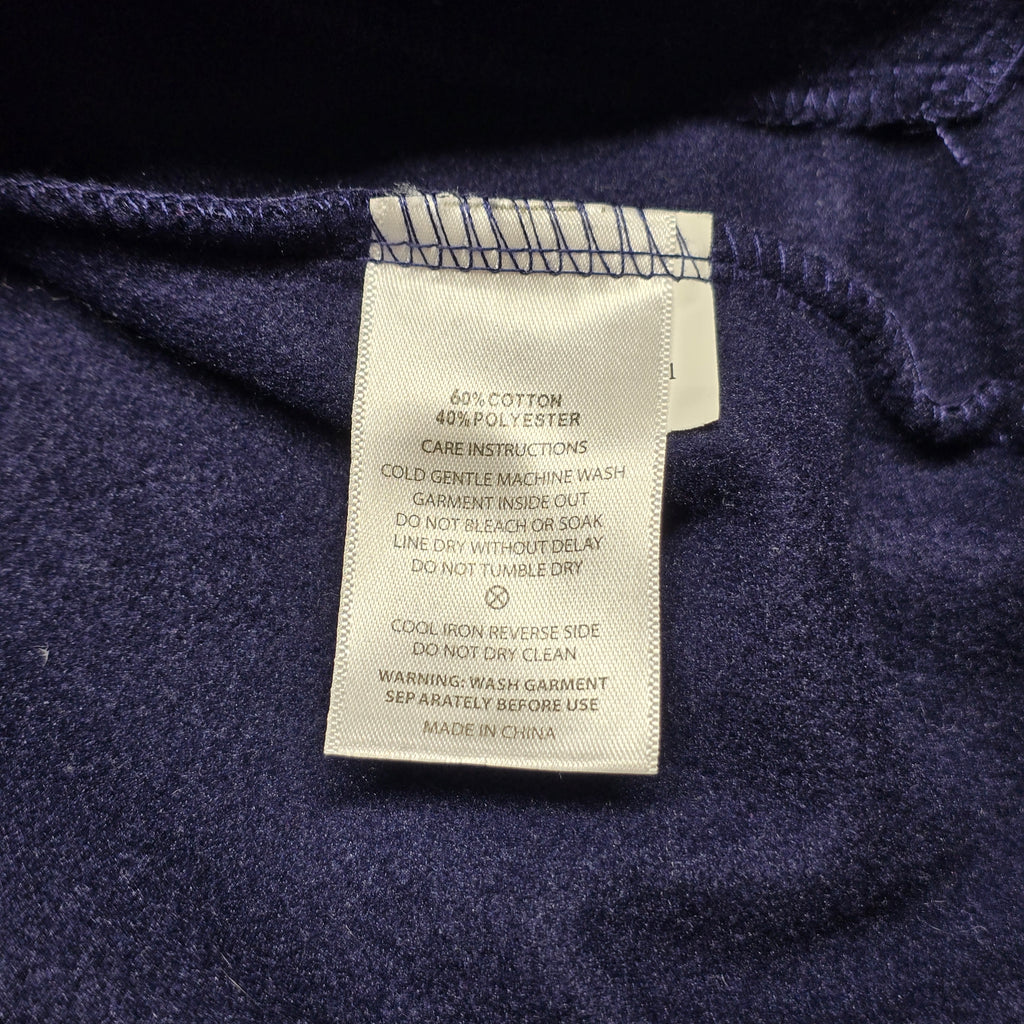 60% COTTON
40% POLYESTER
CARE INSTRUCTIONS
COLD GENTLE MACHINE WASH
GARMENT INSIDE OUT
DO NOT BLEACH OR SOAK
LINE DRY WITHOUT DELAY
DO NOT TUMBLE DRY
COOL IRON REVERSE SIDE
DO NOT DRY CLEAN
WARNING: WASH GARMENT
SEP ARATELY BEFORE USE
MADE IN CHINA